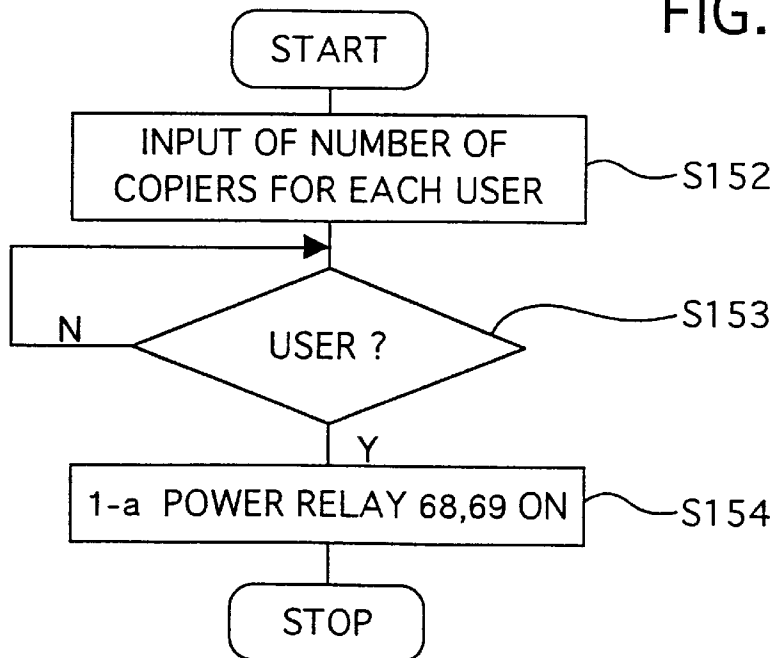 FIG.
START
INPUT OF NUMBER OF
COPIERS FOR EACH USER
S152
N
USER ?
S153
Y
1-a POWER RELAY 68,69 ON
S154
STOP